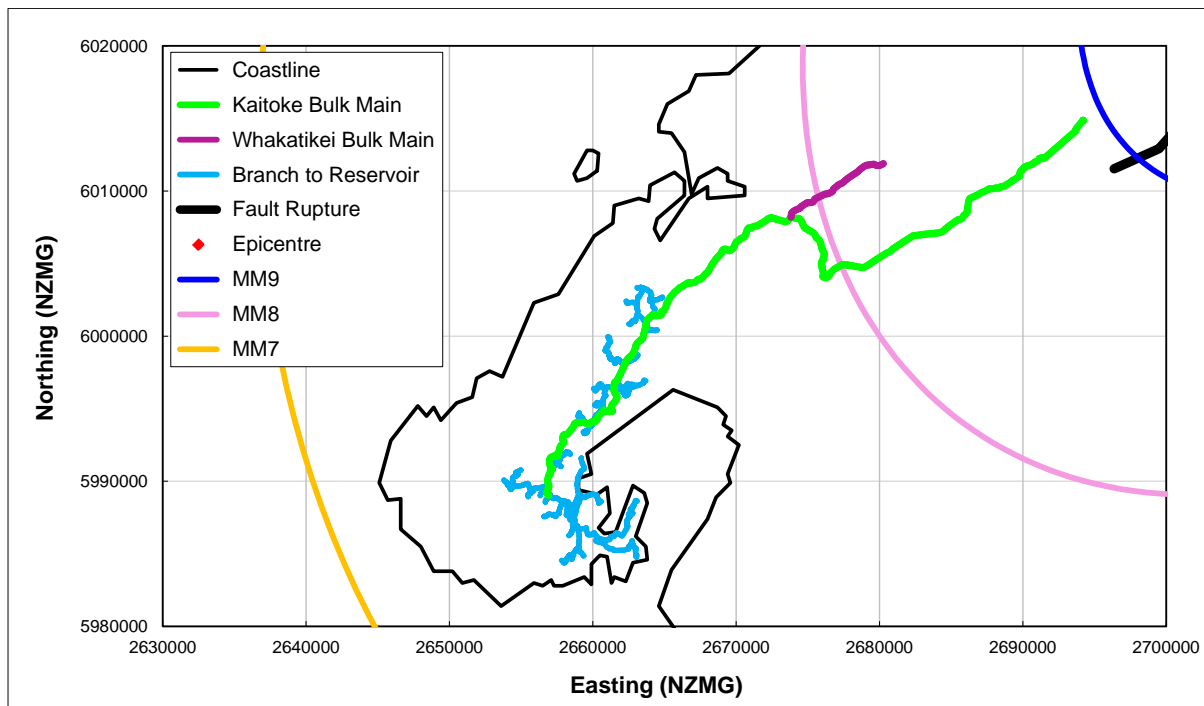 6020000
6010000
6000000
5990000
5980000
Northing (NZMG)
Coastline
Kaitoke Bulk Main
Whakatikei Bulk Main
Branch to Reservoir
Fault Rupture
Epicentre
MM9
MM8
MM7
2630000 2640000 2650000 2660000 2670000 2680000 2690000 2700000
Easting (NZMG)